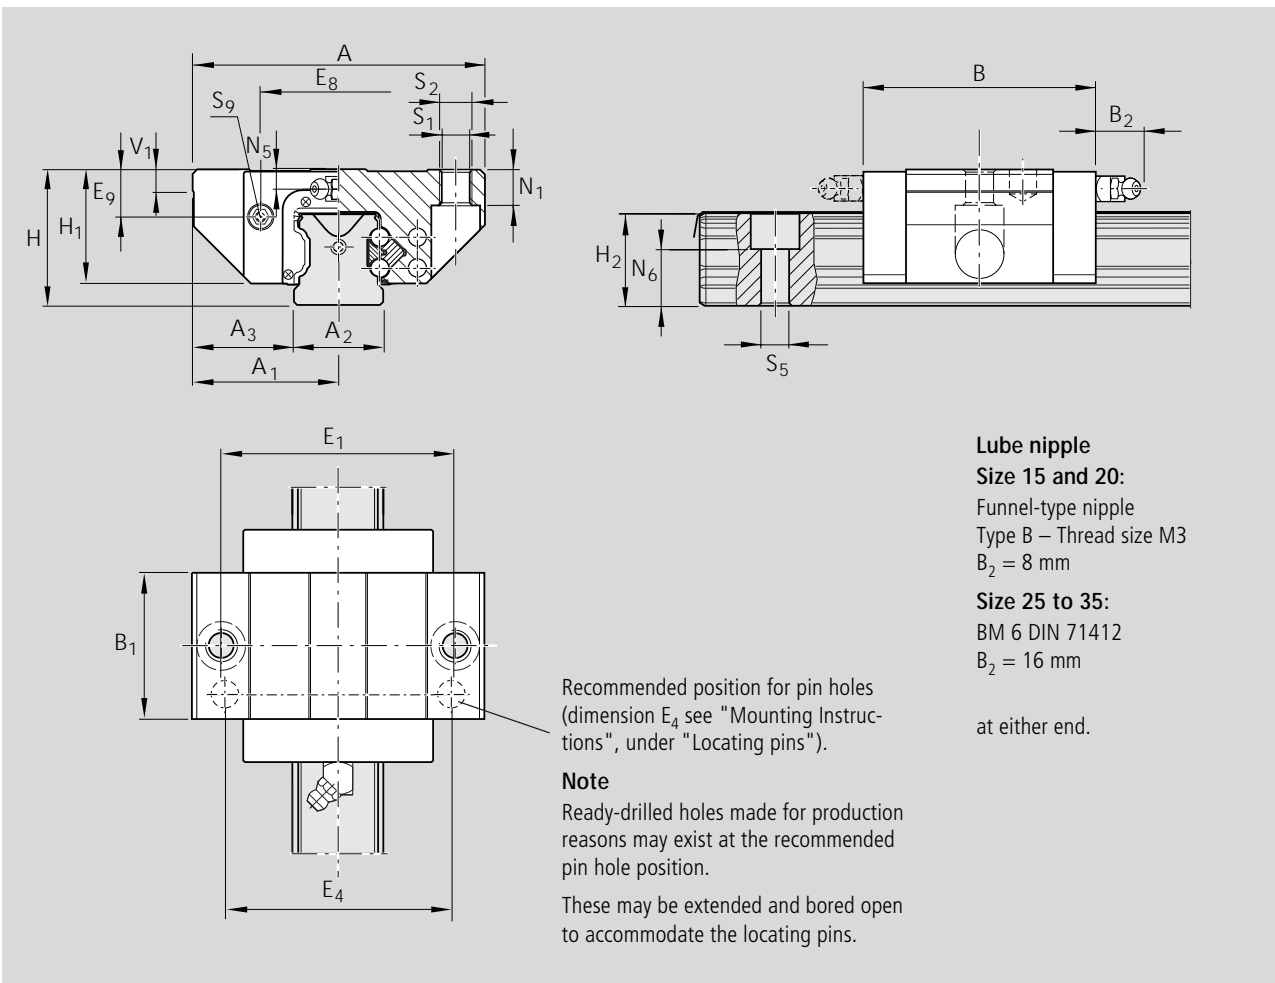 A
E8
S2
S9
S1
V1
N5
E9
N1
H
H1
A3
A2
A1
B
B2
H2
N6
S5
E1
B1
E4
Lube nipple
Size 15 and 20:
Funnel-type nipple
Type B – Thread size M3
B2 = 8 mm
Size 25 to 35:
BM 6 DIN 71412
B2 = 16 mm
at either end.
Recommended position for pin holes
(dimension E4 see "Mounting Instruc-
tions", under "Locating pins").
Note
Ready-drilled holes made for production
reasons may exist at the recommended
pin hole position.
These may be extended and bored open
to accommodate the locating pins.